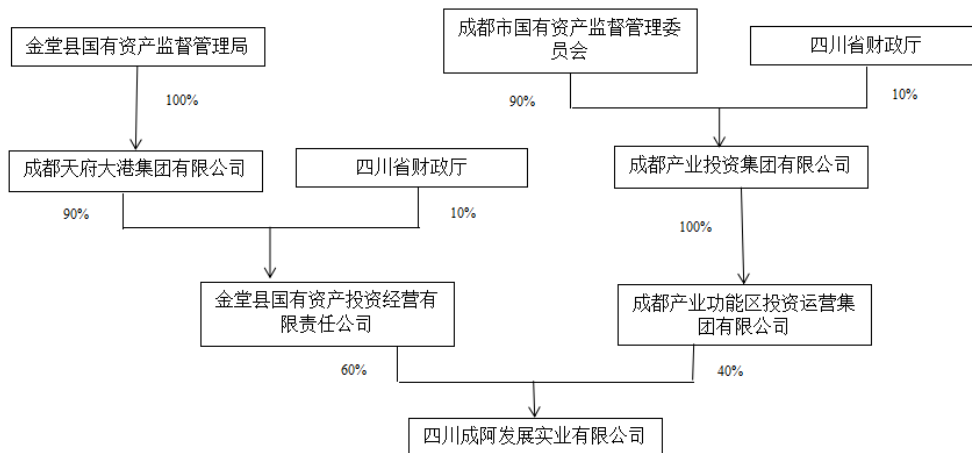 金堂县国有资产监督管理局
成都市国有资产监督管理委
员会
四川省财政厅
100%
90%
10%
成都天府大港集团有限公司
四川省财政厅
成都产业投资集团有限公司
90%
10%
100%
金堂县国有资产投资经营有
限责任公司
成都产业功能区投资运营集
团有限公司
60%
40%
四川成阿发展实业有限公司